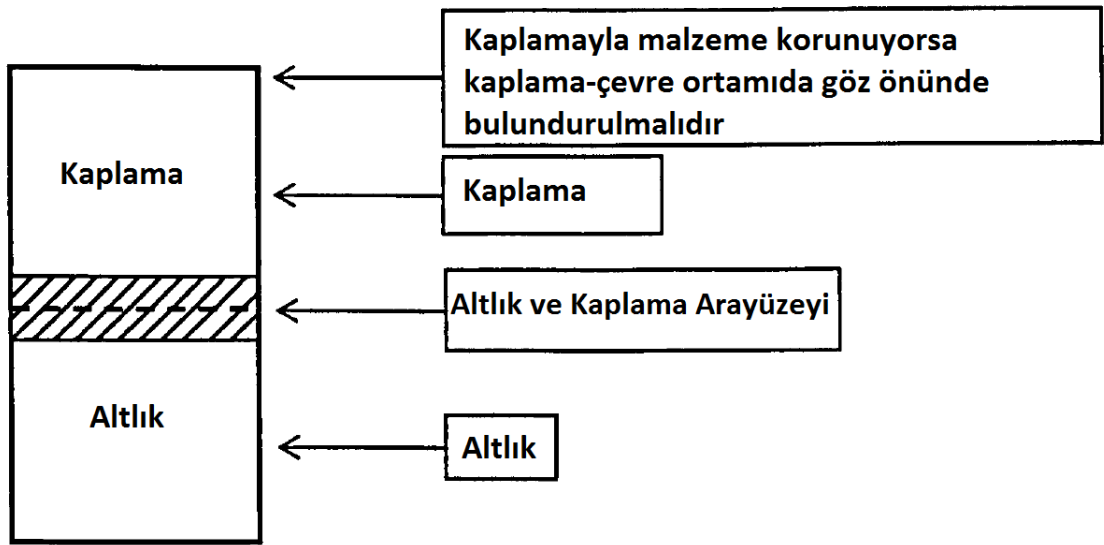 Kaplamayla malzeme korunuyorsa
kaplama-çevre ortamıda göz önünde
bulundurulmalıdır
Kaplama
Kaplama
Altlık ve Kaplama Arayüzeyi
Altlık
Altlık